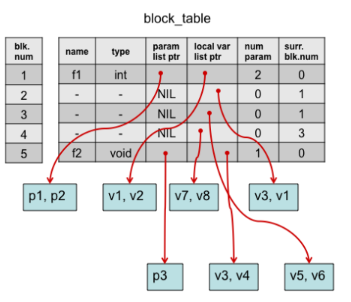 block_table
blk. num name type param list ptr local var list ptr num param surr. blk.num
1 f1 int 2 0
2 - - NIL 0 1
3 - - NIL 0 1
4 - - NIL 0 3
5 f2 void 1 0
p1, p2 v1, v2 v7, v8 v3, v1
p3 v3, v4 v5, v6